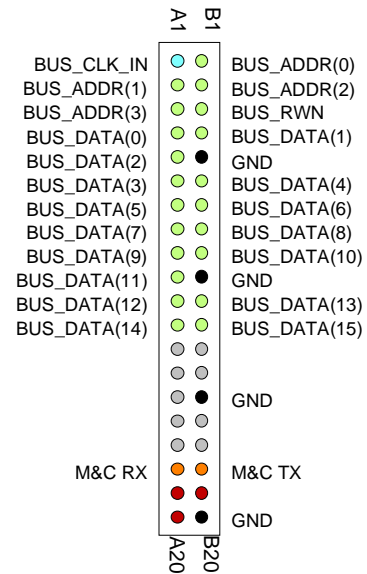 A1 B1
BUS_CLK_IN BUS_ADDR(0)
BUS_ADDR(1) BUS_ADDR(2)
BUS_ADDR(3) BUS_RWN
BUS_DATA(0) BUS_DATA(1)
BUS_DATA(2) GND
BUS_DATA(3) BUS_DATA(4)
BUS_DATA(5) BUS_DATA(6)
BUS_DATA(7) BUS_DATA(8)
BUS_DATA(9) BUS_DATA(10)
BUS_DATA(11) GND
BUS_DATA(12) BUS_DATA(13)
BUS_DATA(14) BUS_DATA(15)
GND
M&C RX M&C TX
GND
A20 B20